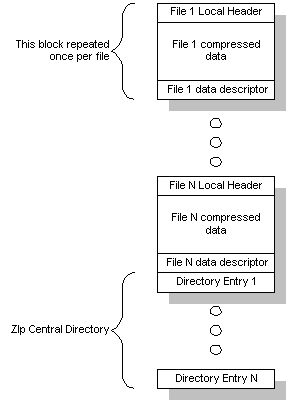 File 1 Local Header
This block repeated
once per file
File 1 compressed
data
File 1 data descriptor
File N Local Header
File N compressed
data
File N data descriptor
Directory Entry 1
ZIp Central Directory
Directory Entry N